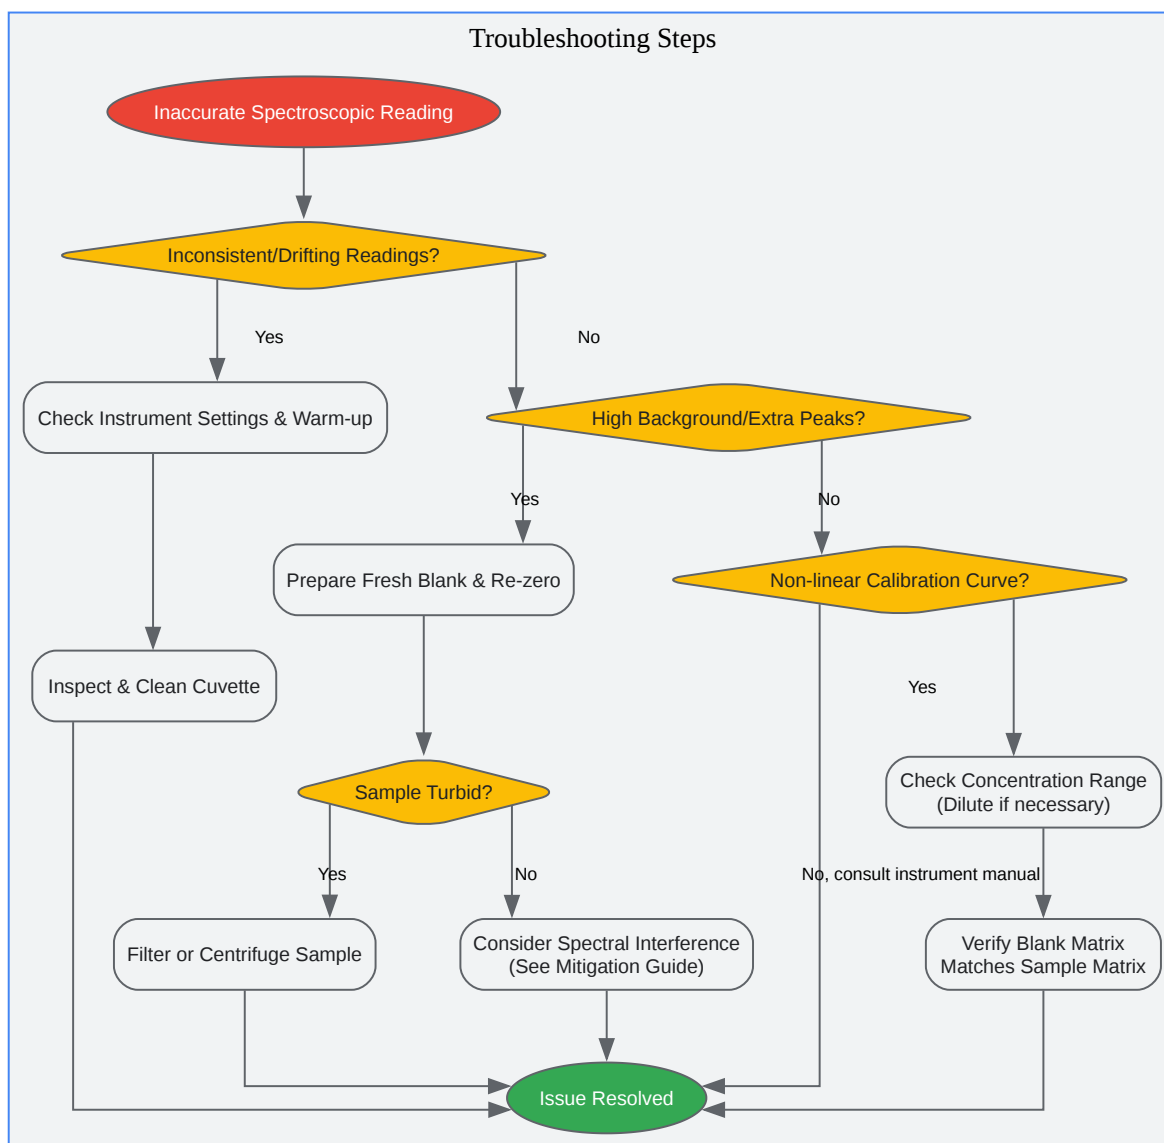 Troubleshooting Steps
Inaccurate Spectroscopic Reading
Inconsistent/Drifting Readings?
Yes
No
Check Instrument Settings & Warm-up
High Background/Extra Peaks?
Yes
No
Prepare Fresh Blank & Re-zero
Non-linear Calibration Curve?
Inspect & Clean Cuvette
Yes
Sample Turbid?
Check Concentration Range
(Dilute if necessary)
Yes
No
No, consult instrument manual
Filter or Centrifuge Sample
Consider Spectral Interference
(See Mitigation Guide)
Verify Blank Matrix
Matches Sample Matrix
Issue Resolved